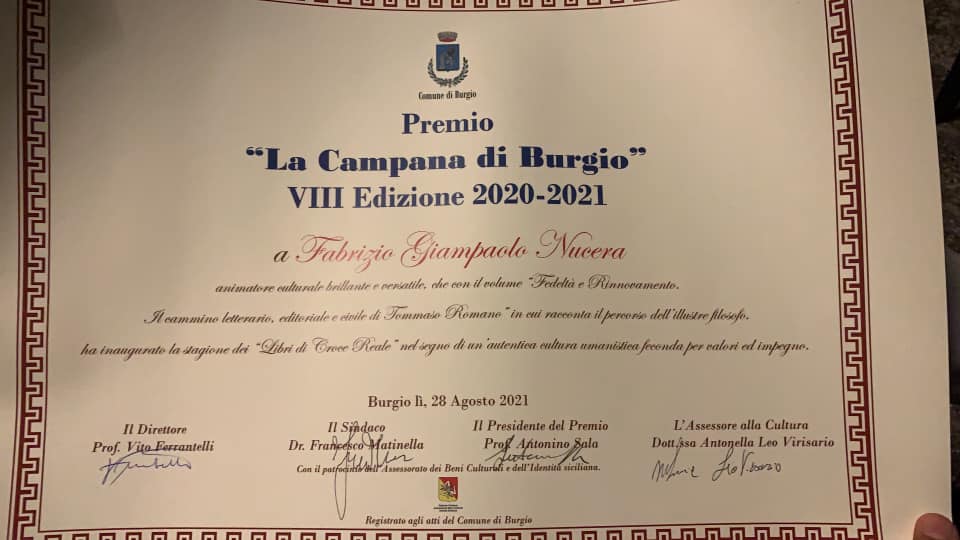 Comune di Burgio
Premio
“La Campana di Burgio”
VIII Edizione 2020-2021
a Fabrizio Giampaolo Nucera
animatore culturale brillante e versatile, che con il volume “Fedeltà e Rinnovamento.
Il cammino letterario, editoriale e civile di Tommaso Romano” in cui racconta il percorso dell’illustre filosofo,
ha inaugurato la stagione dei “Libri di Croce Reale” nel segno di un’autentica cultura umanistica feconda per valori ed impegno.
Burgio lì, 28 Agosto 2021
Il Direttore
Prof. Vito Ferrantelli
Il Sindaco
Dr. Francesco Matinella
Il Presidente del Premio
Prof. Antonino Sala
L’Assessore alla Cultura
Dott.ssa Antonella Leo Virisario
Con il patrocinio dell’Assessorato dei Beni Culturali e dell’Identità siciliana.
Registrato agli atti del Comune di Burgio